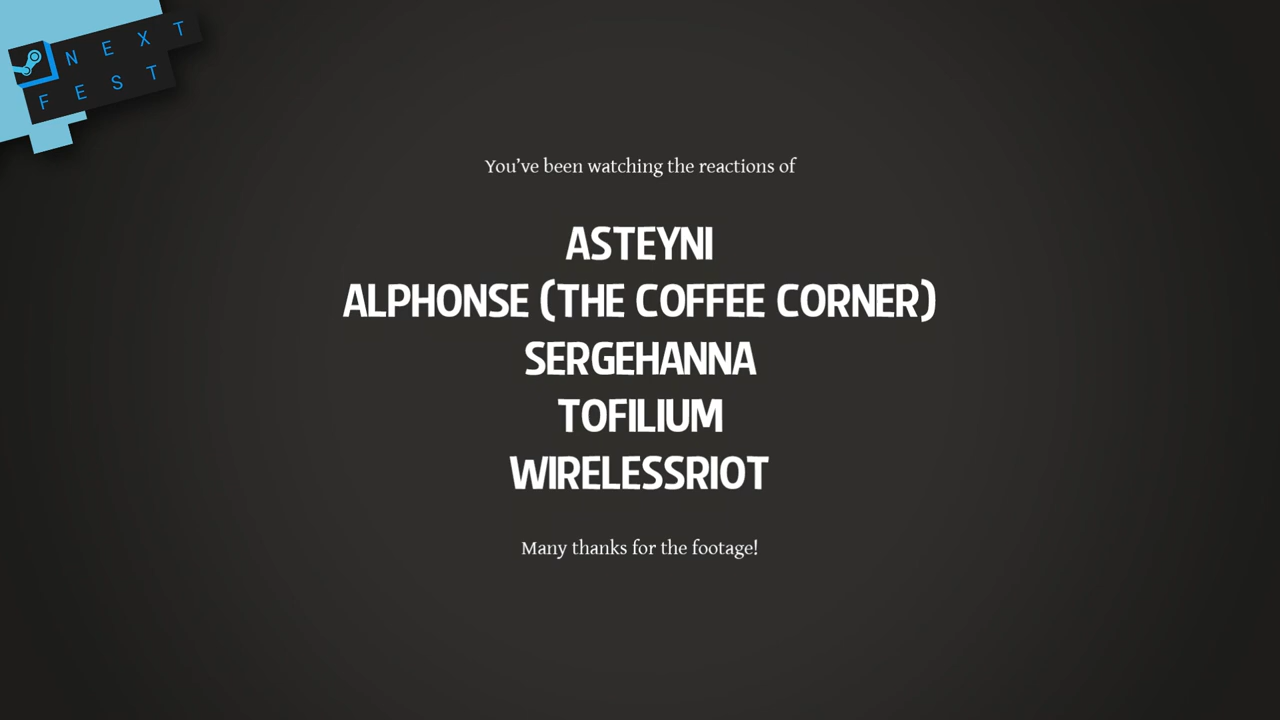 NEXT
FEST
You’ve been watching the reactions of
ASTEYNI
ALPHONSE (THE COFFEE CORNER)
SERGEHANNA
TOFILIUM
WIRELESSRIOT
Many thanks for the footage!